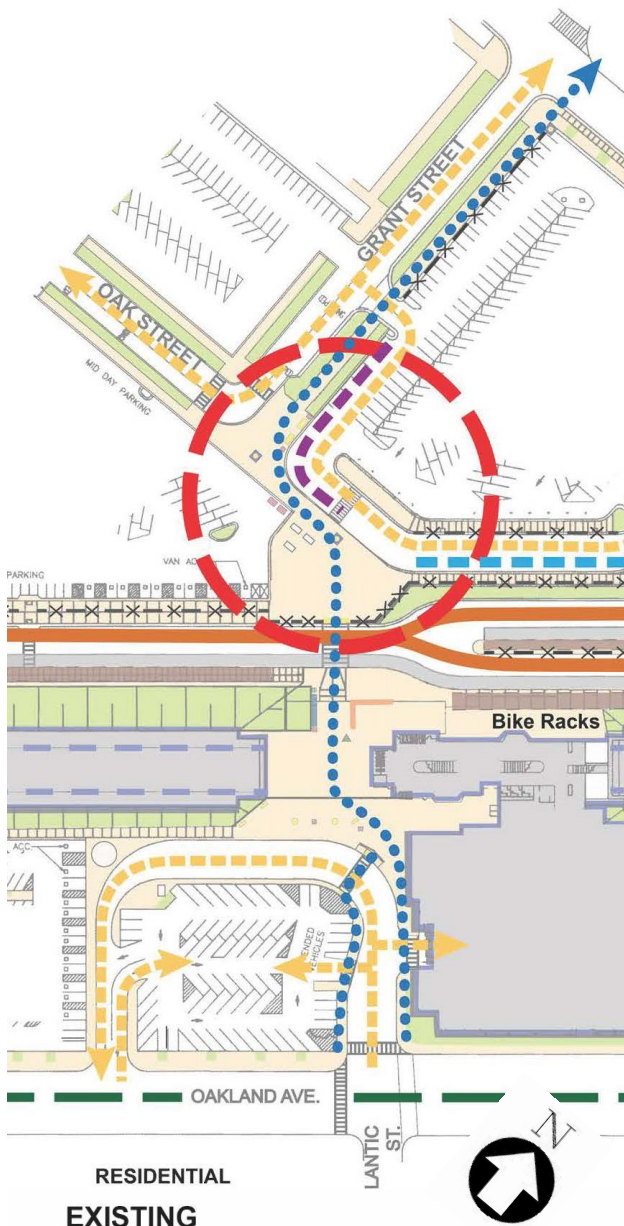 GRANT STREET
OAK STREET
MID DAY PARKING
VAN
PARKING
Bike Racks
ACC.
VEHICLES
OAKLAND AVE.
LANTIC
ST.
N
RESIDENTIAL
EXISTING